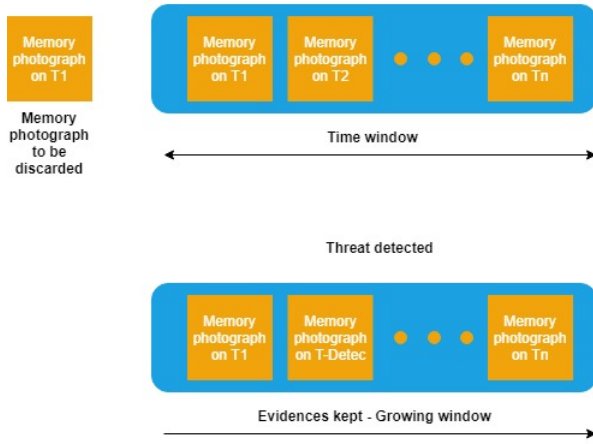 Memory
photograph
on T1
Memory
photograph
to be
discarded
Memory
photograph
on T1
Memory
photograph
on T2
Memory
photograph
on Tn
Time window
Threat detected
Memory
photograph
on T1
Memory
photograph
on T-Detec
Memory
photograph
on Tn
Evidences kept - Growing window